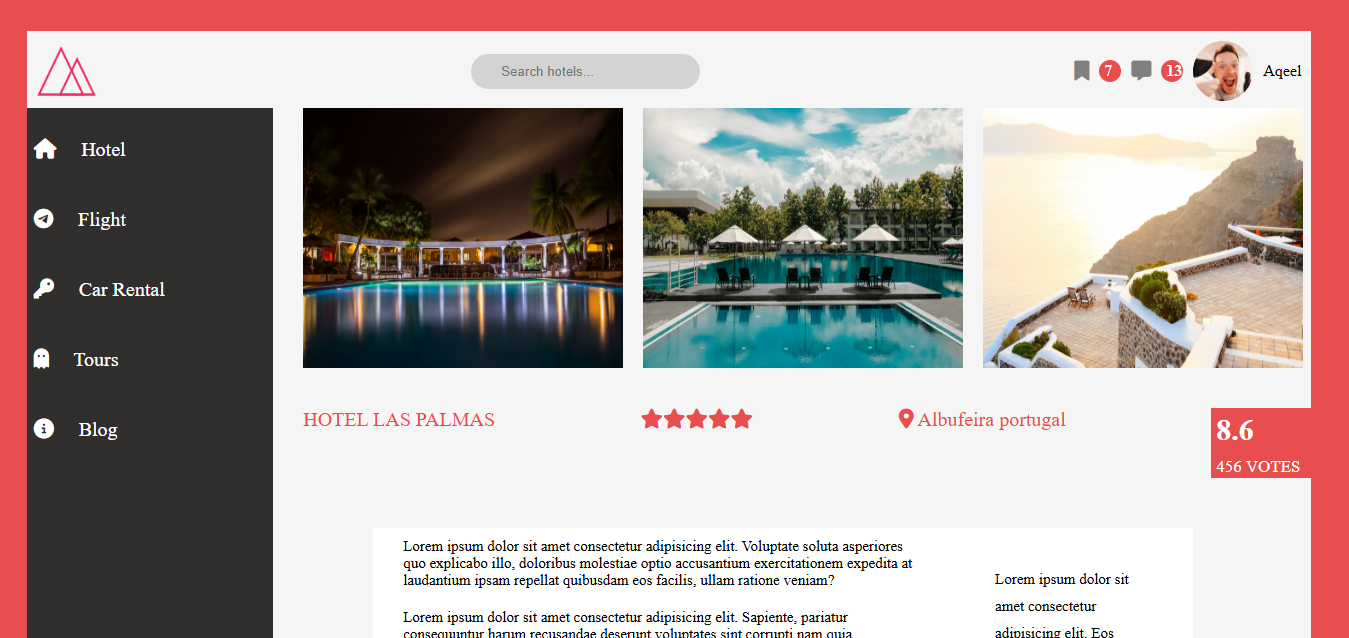 Search hotels...
7
13
Aqeel
Hotel
Flight
Car Rental
Tours
Blog
HOTEL LAS PALMAS
Albufeira portugal
8.6
456 VOTES
Lorem ipsum dolor sit amet consectetur adipisicing elit. Voluptate soluta asperiores
quo explicabo illo, doloribus molestiae optio accusantium exercitationem expedita at
laudantium ipsam repellat quibusdam eos facilis, ullam ratione veniam?
Lorem ipsum dolor sit amet consectetur adipisicing elit. Sapiente, pariatur
consequuntur harum recusandae deserunt voluptates sint corrupti nam quia
Lorem ipsum dolor sit
amet consectetur
adipisicing elit. Eos